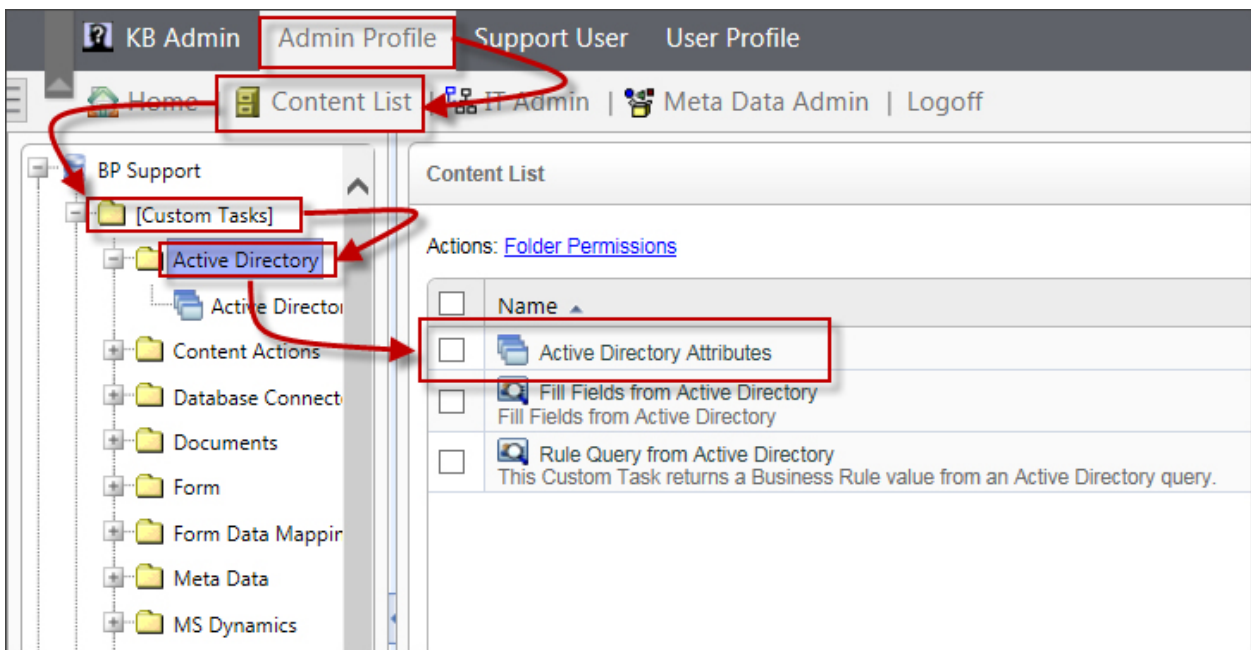 KB Admin Admin Profile Support User User Profile
Home Content List | IT Admin | Meta Data Admin | Logoff
BP Support
[Custom Tasks]
Active Directory
Active Director
Content Actions
Database Connect
Documents
Form
Form Data Mappin
Meta Data
MS Dynamics
Content List
Actions: Folder Permissions
Name
Active Directory Attributes
Fill Fields from Active Directory
Fill Fields from Active Directory
Rule Query from Active Directory
This Custom Task returns a Business Rule value from an Active Directory query.